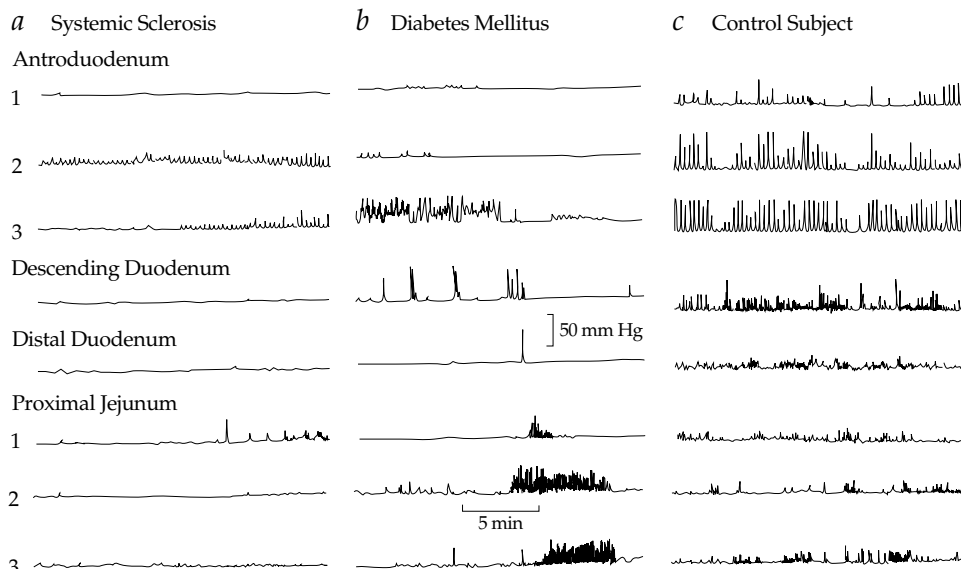 a Systemic Sclerosis
b Diabetes Mellitus
c Control Subject
Antroduodenum
1
2
3
Descending Duodenum
50 mm Hg
Distal Duodenum
Proximal Jejunum
1
2
5 min
3